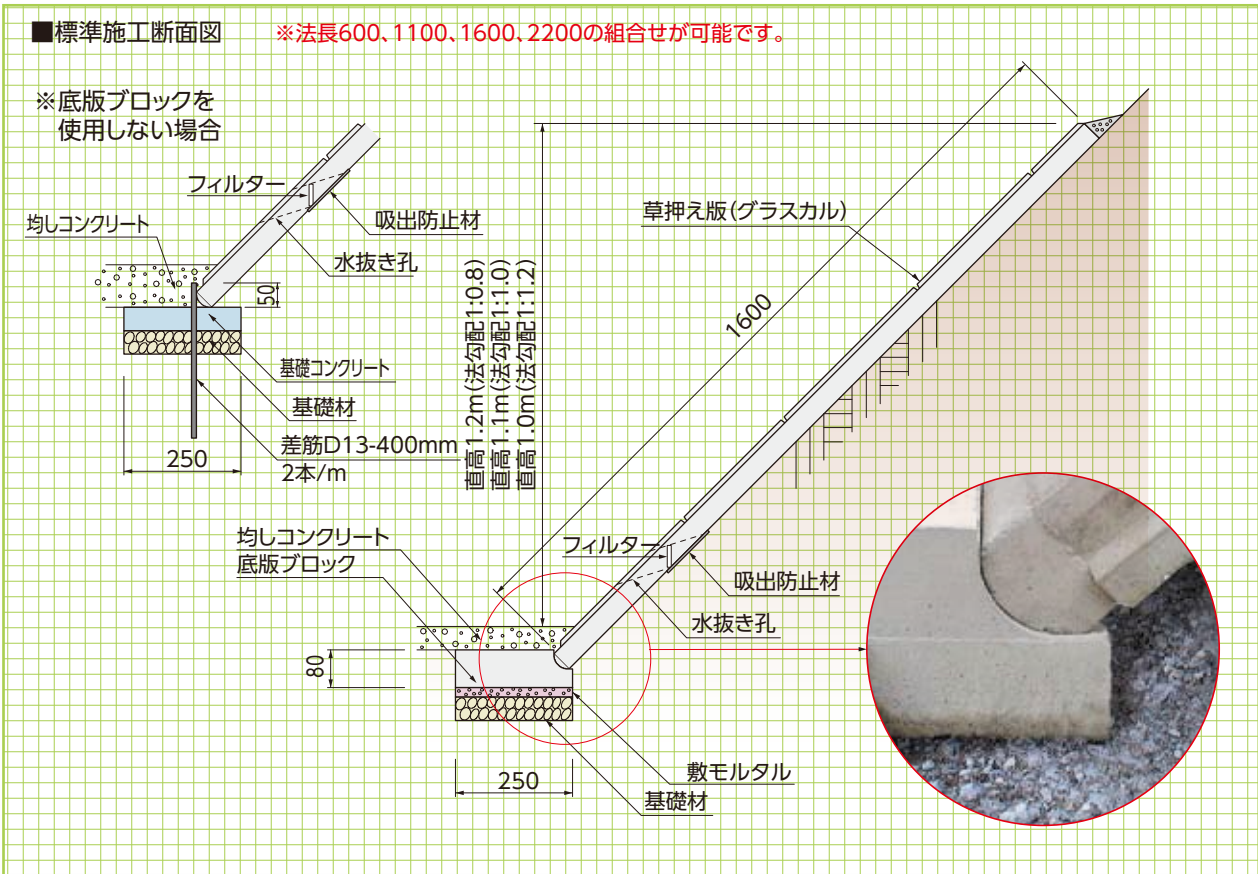 ■標準施工断面図
※法長600、1100、1600、2200の組合せが可能です。
※底版ブロックを
使用しない場合
フィルター
均しコンクリート
吸出防止材
水抜き孔
50
基礎コンクリート
基礎材
差筋D13-400mm
2本/m
250
直高1.2m(法勾配1:0.8)
直高1.1m(法勾配1:1.0)
直高1.0m(法勾配1:1.2)
1600
草押え版(グラスカル)
均しコンクリート
底版ブロック
フィルター
吸出防止材
水抜き孔
80
250
敷モルタル
基礎材